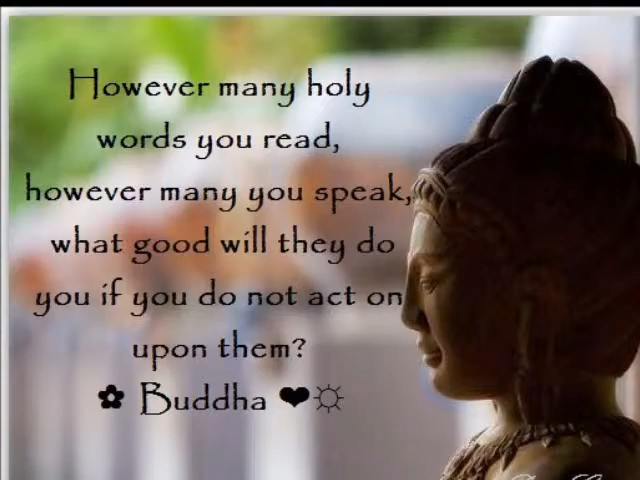 However many holy
words you read,
however many you speak,
what good will they do
you if you do not act on
upon them?
✿ Buddha ❤☼